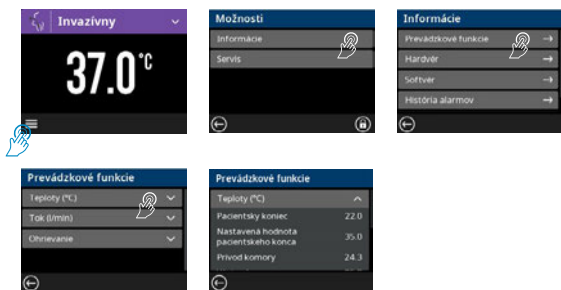 Invazívny
37.0°C
Možnosti
Informácie
Servis
Informácie
Prevádzkové funkcie
Hardvér
Softvér
História alarmov
Prevádzkové funkcie
Teploty (°C)
Tok (l/min)
Ohrievanie
Prevádzkové funkcie
Teploty (°C)
Pacientsky koniec 22.0
Nastavená hodnota
pacientskeho konca 35.0
Prívod komory 24.3